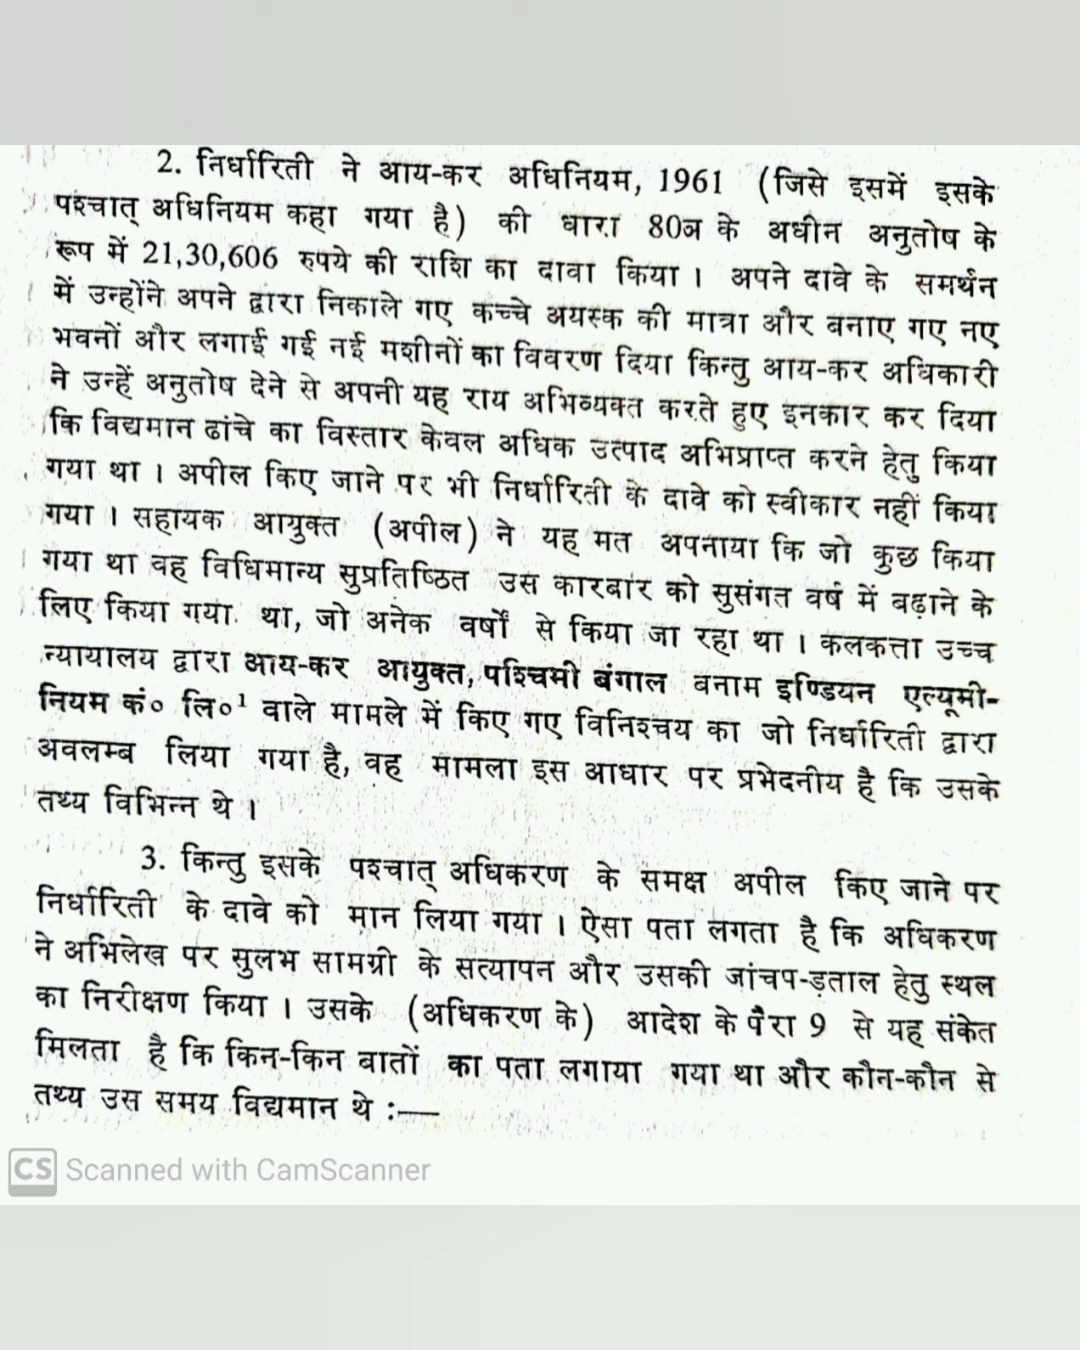 2. निर्धारिती ने आय-कर अधिनियम, 1961 (जिसे इसमें इसके
पश्चात् अधिनियम कहा गया है) की धारा 80ञ के अधीन अनुतोष के
रूप में 21,30,606 रुपये की राशि का दावा किया । अपने दावे के समर्थन
में उन्होंने अपने द्वारा निकाले गए कच्चे अयस्क की मात्रा और बनाए गए नए
भवनों और लगाई गई नई मशीनों का विवरण दिया किन्तु आय-कर अधिकारी
ने उन्हें अनुतोष देने से अपनी यह राय अभिव्यक्त करते हुए इनकार कर दिया
कि विद्यमान ढांचे का विस्तार केवल अधिक उत्पाद अभिप्राप्त करने हेतु किया
गया था । अपील किए जाने पर भी निर्धारिती के दावे को स्वीकार नहीं किया
गया । सहायक आयुक्त (अपील) ने यह मत अपनाया कि जो कुछ किया
गया था वह विधिमान्य सुप्रतिष्ठित उस कारबार को सुसंगत वर्ष में बढ़ाने के
लिए किया गया था, जो अनेक वर्षों से किया जा रहा था । कलकत्ता उच्च
न्यायालय द्वारा आय-कर आयुक्त, पश्चिमी बंगाल बनाम इण्डियन एल्यूमी-
नियम कं० लि०¹ वाले मामले में किए गए विनिश्चय का जो निर्धारिती द्वारा
अवलम्ब लिया गया है, वह मामला इस आधार पर प्रभेदनीय है कि उसके
तथ्य विभिन्न थे ।
3. किन्तु इसके पश्चात् अधिकरण के समक्ष अपील किए जाने पर
निर्धारिती के दावे को मान लिया गया । ऐसा पता लगता है कि अधिकरण
ने अभिलेख पर सुलभ सामग्री के सत्यापन और उसकी जांचप-ड़ताल हेतु स्थल
का निरीक्षण किया । उसके (अधिकरण के) आदेश के पैरा 9 से यह संकेत
मिलता है कि किन-किन बातों का पता लगाया गया था और कौन-कौन से
तथ्य उस समय विद्यमान थे :—
CS Scanned with CamScanner